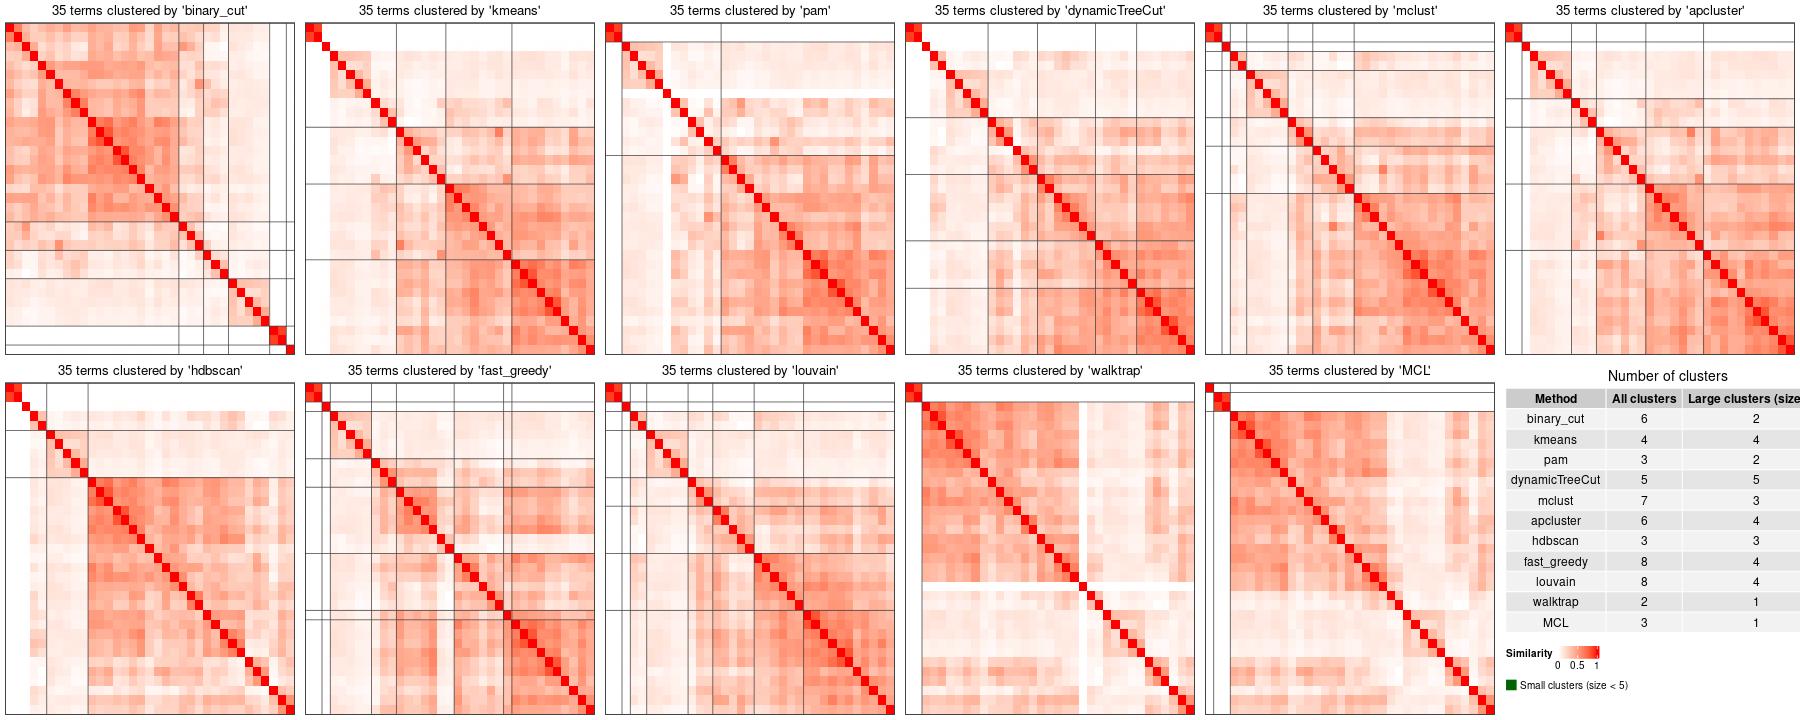 35 terms clustered by 'binary_cut'
35 terms clustered by 'kmeans'
35 terms clustered by 'pam'
35 terms clustered by 'dynamicTreeCut'
35 terms clustered by 'mclust'
35 terms clustered by 'apcluster'
35 terms clustered by 'hdbscan'
35 terms clustered by 'fast_greedy'
35 terms clustered by 'louvain'
35 terms clustered by 'walktrap'
35 terms clustered by 'MCL'
Number of clusters
Method All clusters Large clusters (size
binary_cut 6 2
kmeans 4 4
pam 3 2
dynamicTreeCut 5 5
mclust 7 3
apcluster 6 4
hdbscan 3 3
fast_greedy 8 4
louvain 8 4
walktrap 2 1
MCL 3 1
Similarity
0 0.5 1
Small clusters (size < 5)